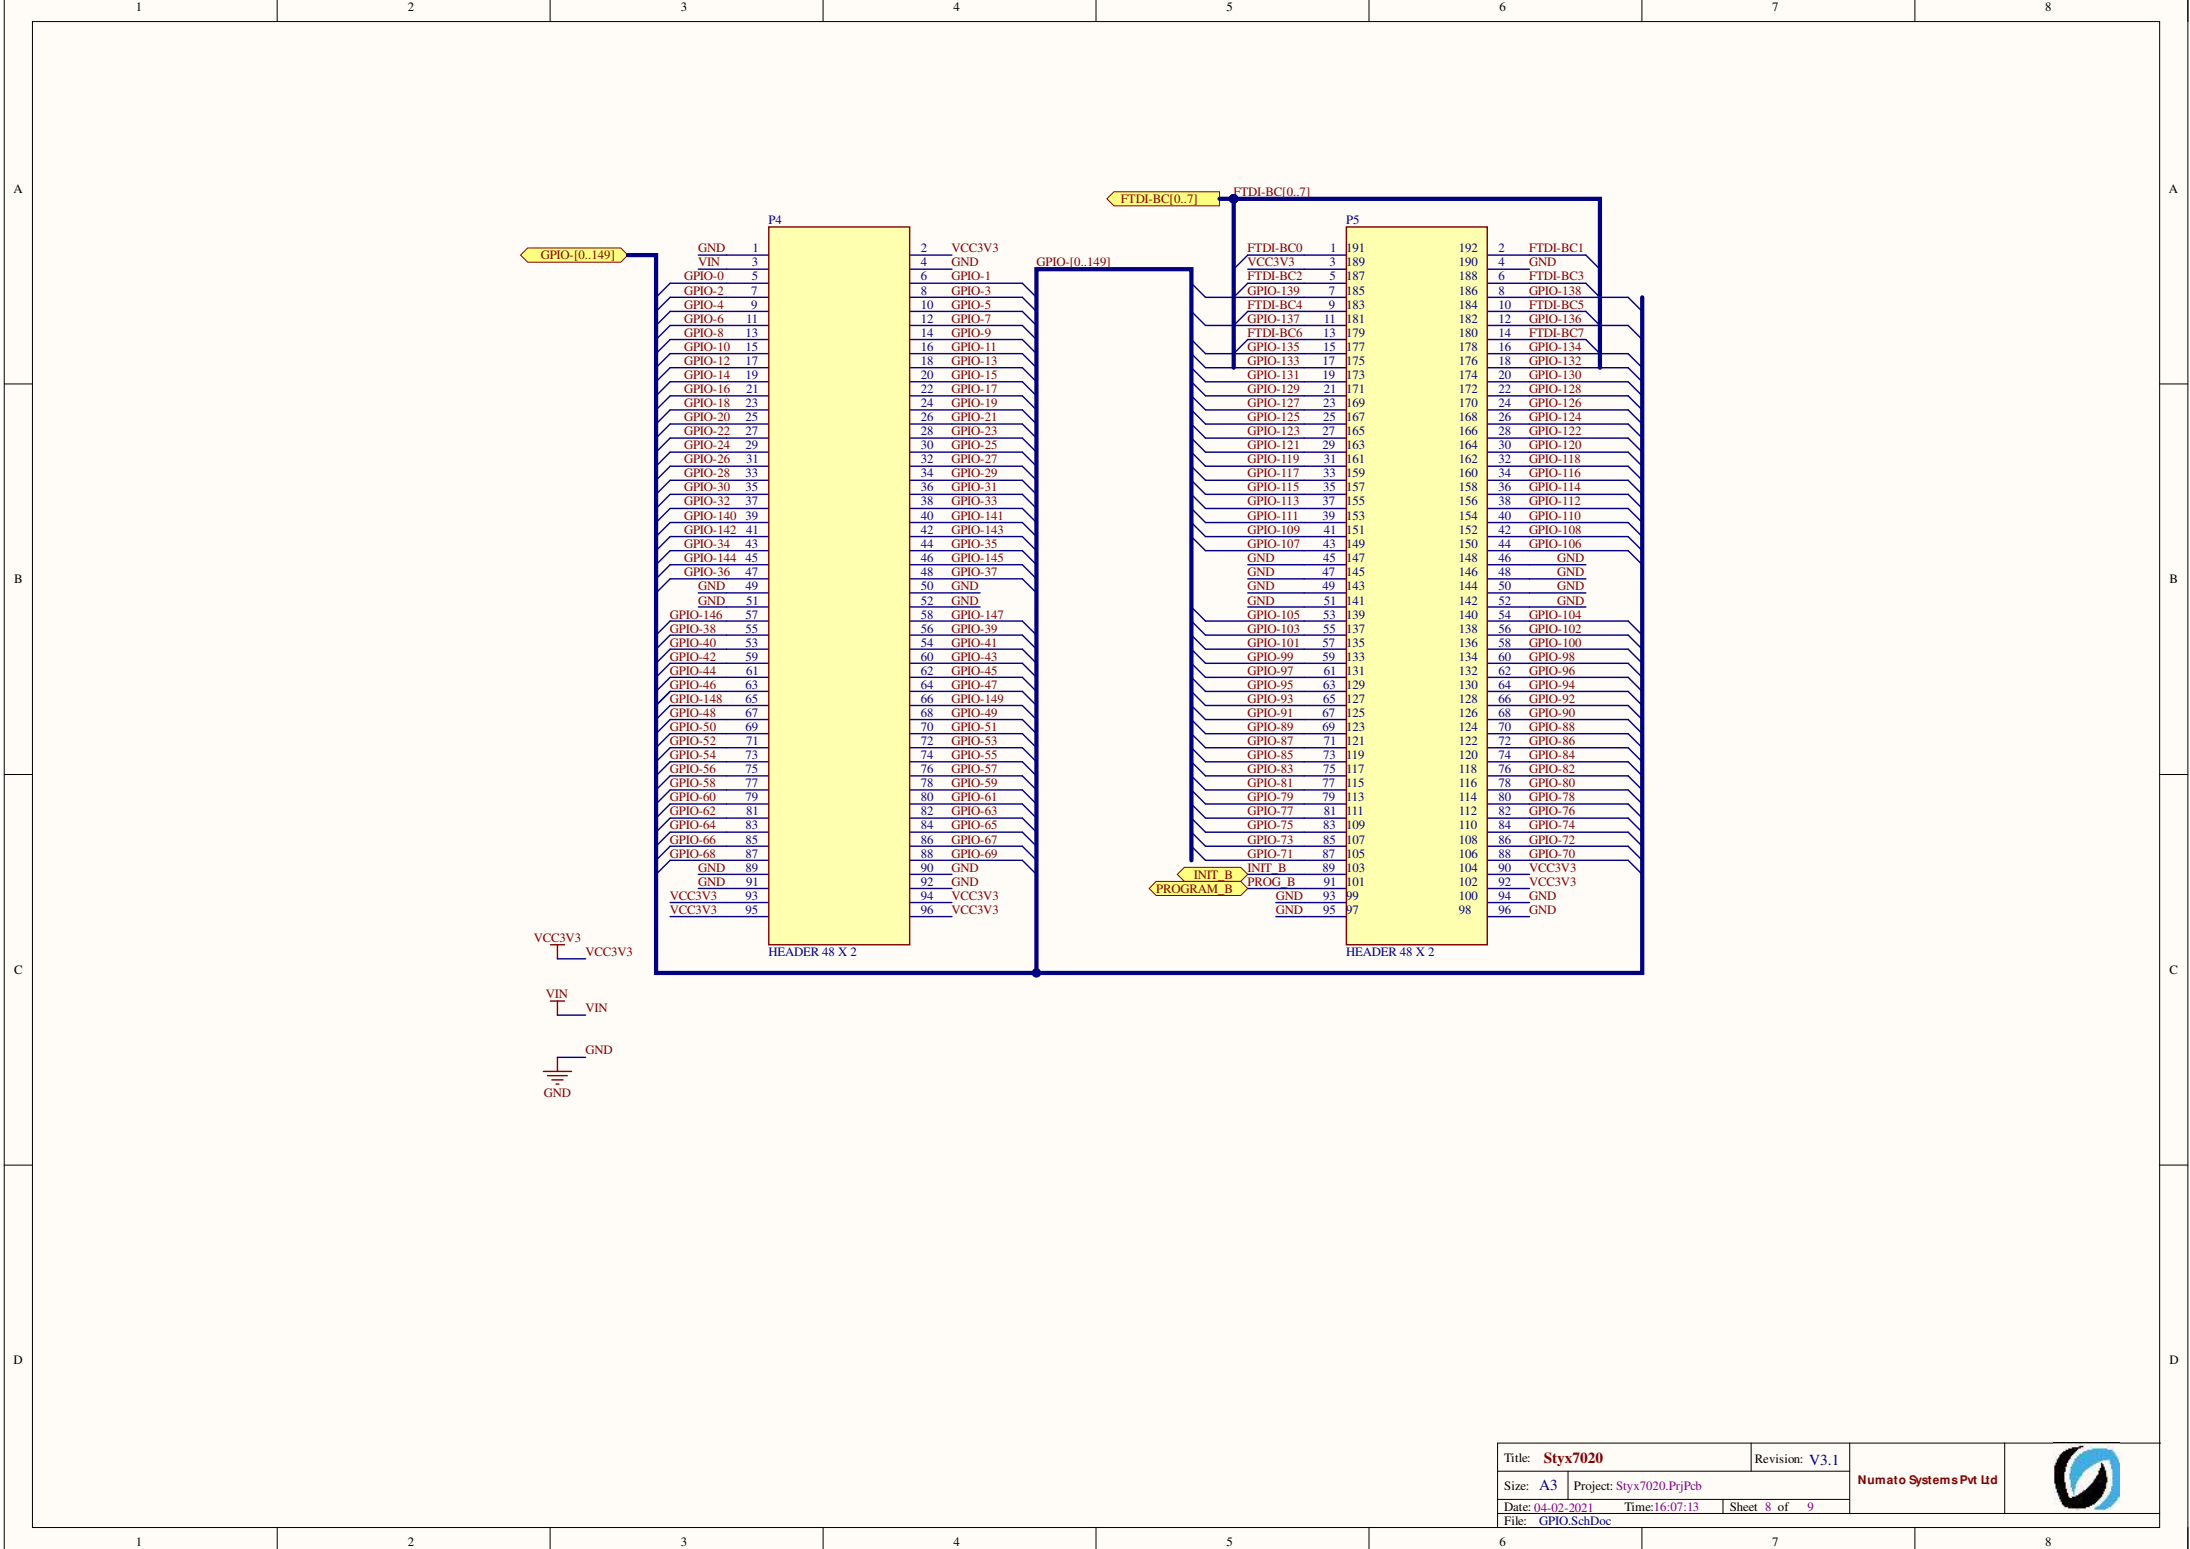 1 2 3 4 5 6 7 8
A A
FTDI-BC[0..7] FTDI-BC[0..7]
P4 P5
GPIO-[0..149]
GPIO-[0..149]
GND 1 2 VCC3V3 FTDI-BC0 1 191 192 2 FTDI-BC1
VIN 3 4 GND VCC3V3 3 189 190 4 GND
GPIO-0 5 6 GPIO-1 FTDI-BC2 5 187 188 6 FTDI-BC3
GPIO-2 7 8 GPIO-3 GPIO-139 7 185 186 8 GPIO-138
GPIO-4 9 10 GPIO-5 FTDI-BC4 9 183 184 10 FTDI-BC5
GPIO-6 11 12 GPIO-7 GPIO-137 11 181 182 12 GPIO-136
GPIO-8 13 14 GPIO-9 FTDI-BC6 13 179 180 14 FTDI-BC7
GPIO-10 15 16 GPIO-11 GPIO-135 15 177 178 16 GPIO-134
GPIO-12 17 18 GPIO-13 GPIO-133 17 175 176 18 GPIO-132
GPIO-14 19 20 GPIO-15 GPIO-131 19 173 174 20 GPIO-130
GPIO-16 21 22 GPIO-17 GPIO-129 21 171 172 22 GPIO-128
GPIO-18 23 24 GPIO-19 GPIO-127 23 169 170 24 GPIO-126
GPIO-20 25 26 GPIO-21 GPIO-125 25 167 168 26 GPIO-124
GPIO-22 27 28 GPIO-23 GPIO-123 27 165 166 28 GPIO-122
GPIO-24 29 30 GPIO-25 GPIO-121 29 163 164 30 GPIO-120
GPIO-26 31 32 GPIO-27 GPIO-119 31 161 162 32 GPIO-118
GPIO-28 33 34 GPIO-29 GPIO-117 33 159 160 34 GPIO-116
GPIO-30 35 36 GPIO-31 GPIO-115 35 157 158 36 GPIO-114
GPIO-32 37 38 GPIO-33 GPIO-113 37 155 156 38 GPIO-112
GPIO-140 39 40 GPIO-141 GPIO-111 39 153 154 40 GPIO-110
GPIO-142 41 42 GPIO-143 GPIO-109 41 151 152 42 GPIO-108
GPIO-34 43 44 GPIO-35 GPIO-107 43 149 150 44 GPIO-106
GPIO-144 45 46 GPIO-145 GND 45 147 148 46 GND
GPIO-36 47 48 GPIO-37 GND 47 145 146 48 GND
B B
GND 49 50 GND GND 49 143 144 50 GND
GND 51 52 GND GND 51 141 142 52 GND
GPIO-146 57 58 GPIO-147 GPIO-105 53 139 140 54 GPIO-104
GPIO-38 55 56 GPIO-39 GPIO-103 55 137 138 56 GPIO-102
GPIO-40 53 54 GPIO-41 GPIO-101 57 135 136 58 GPIO-100
GPIO-42 59 60 GPIO-43 GPIO-99 59 133 134 60 GPIO-98
GPIO-44 61 62 GPIO-45 GPIO-97 61 131 132 62 GPIO-96
GPIO-46 63 64 GPIO-47 GPIO-95 63 129 130 64 GPIO-94
GPIO-148 65 66 GPIO-149 GPIO-93 65 127 128 66 GPIO-92
GPIO-48 67 68 GPIO-49 GPIO-91 67 125 126 68 GPIO-90
GPIO-50 69 70 GPIO-51 GPIO-89 69 123 124 70 GPIO-88
GPIO-52 71 72 GPIO-53 GPIO-87 71 121 122 72 GPIO-86
GPIO-54 73 74 GPIO-55 GPIO-85 73 119 120 74 GPIO-84
GPIO-56 75 76 GPIO-57 GPIO-83 75 117 118 76 GPIO-82
GPIO-58 77 78 GPIO-59 GPIO-81 77 115 116 78 GPIO-80
GPIO-60 79 80 GPIO-61 GPIO-79 79 113 114 80 GPIO-78
GPIO-62 81 82 GPIO-63 GPIO-77 81 111 112 82 GPIO-76
GPIO-64 83 84 GPIO-65 GPIO-75 83 109 110 84 GPIO-74
GPIO-66 85 86 GPIO-67 GPIO-73 85 107 108 86 GPIO-72
GPIO-68 87 88 GPIO-69 GPIO-71 87 105 106 88 GPIO-70
GND 89 90 GND INIT_B INIT_B 89 103 104 90 VCC3V3
GND 91 92 GND PROGRAM_B PROG_B 91 101 102 92 VCC3V3
VCC3V3 93 94 VCC3V3 GND 93 99 100 94 GND
VCC3V3 95 96 VCC3V3 GND 95 97 98 96 GND
VCC3V3
VCC3V3 HEADER 48 X 2 HEADER 48 X 2
C C
VIN
VIN
GND
GND
D D
Title: Styx7020 Revision: V3.1
Size: A3 Project: Styx7020.PrjPcb Numato Systems Pvt Ltd
Date: 04-02-2021 Time:16:07:13 Sheet 8 of 9
File: GPIO.SchDoc
1 2 3 4 5 6 7 8